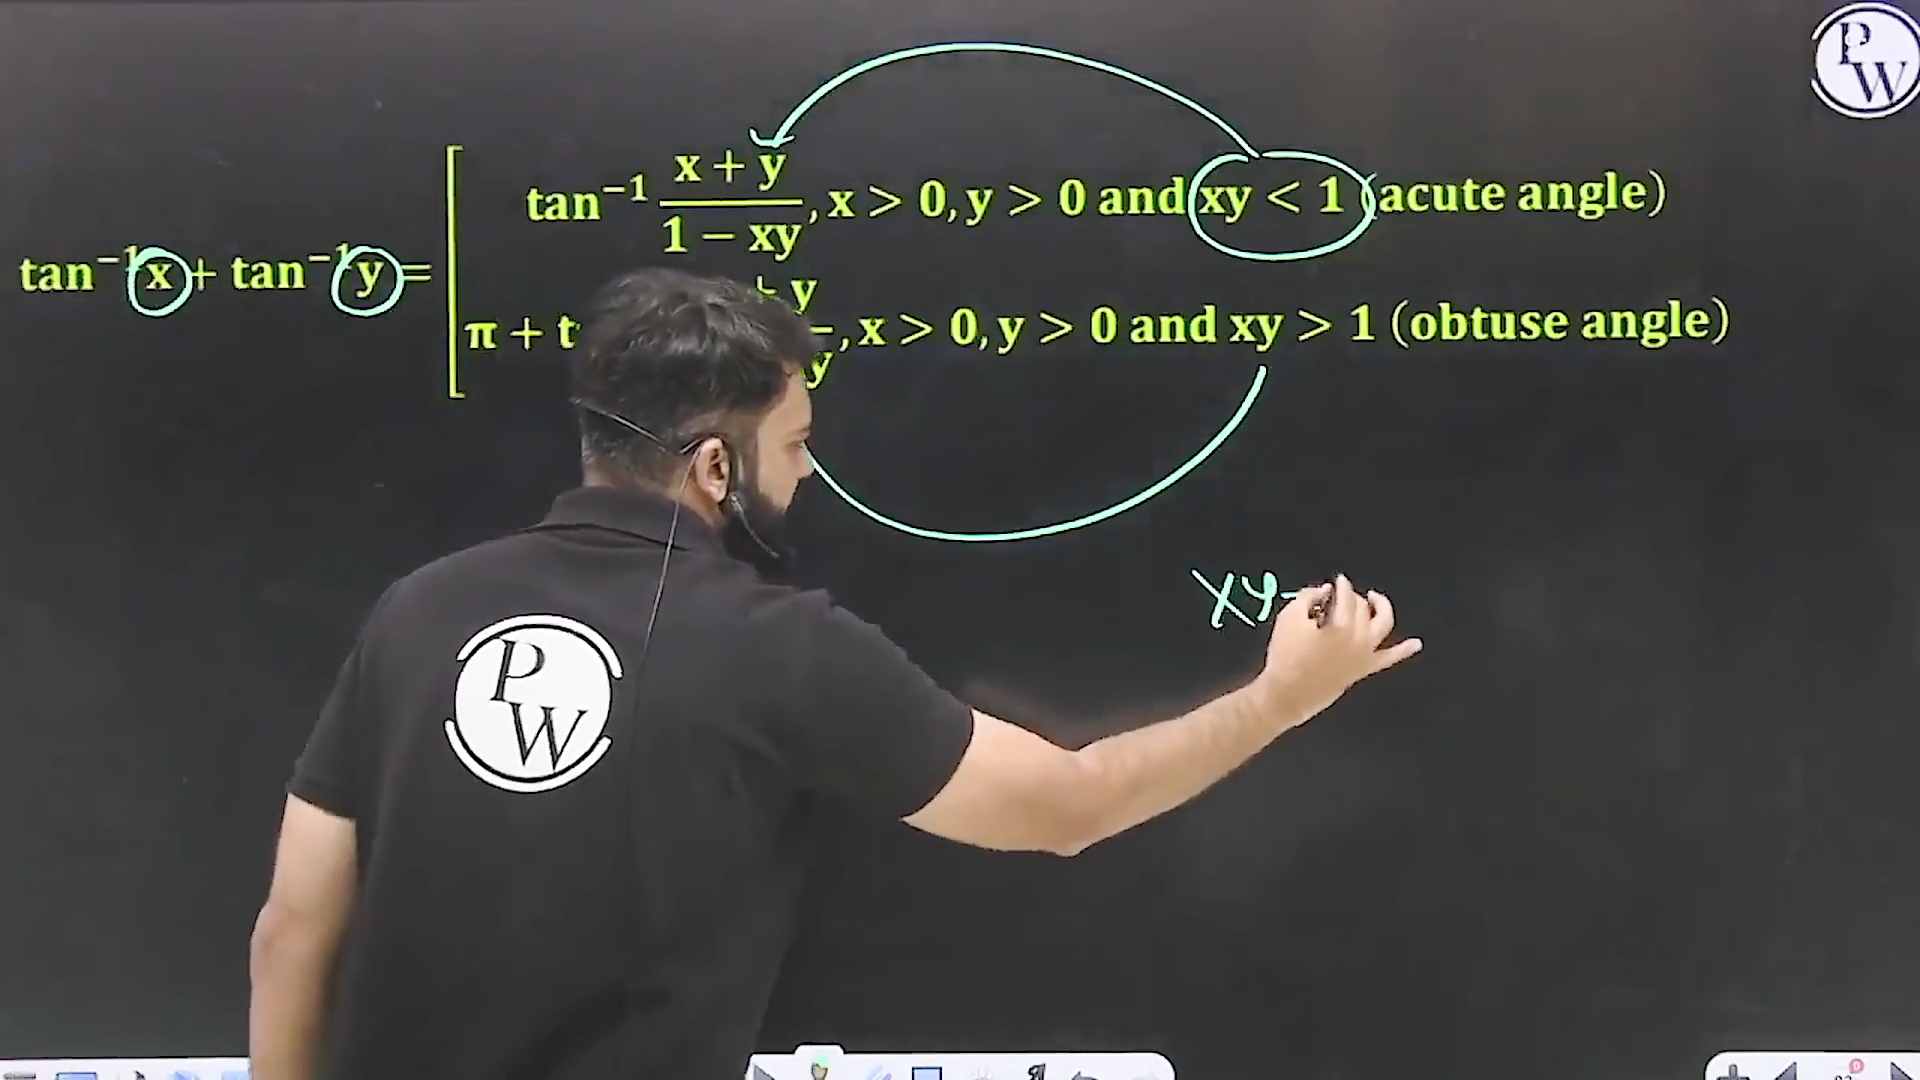 PW
tan⁻¹ x + y / 1 − xy , x > 0, y > 0 and xy < 1 (acute angle)
tan⁻¹x + tan⁻¹y =
π + t + y / y , x > 0, y > 0 and xy > 1 (obtuse angle)
xy
PW